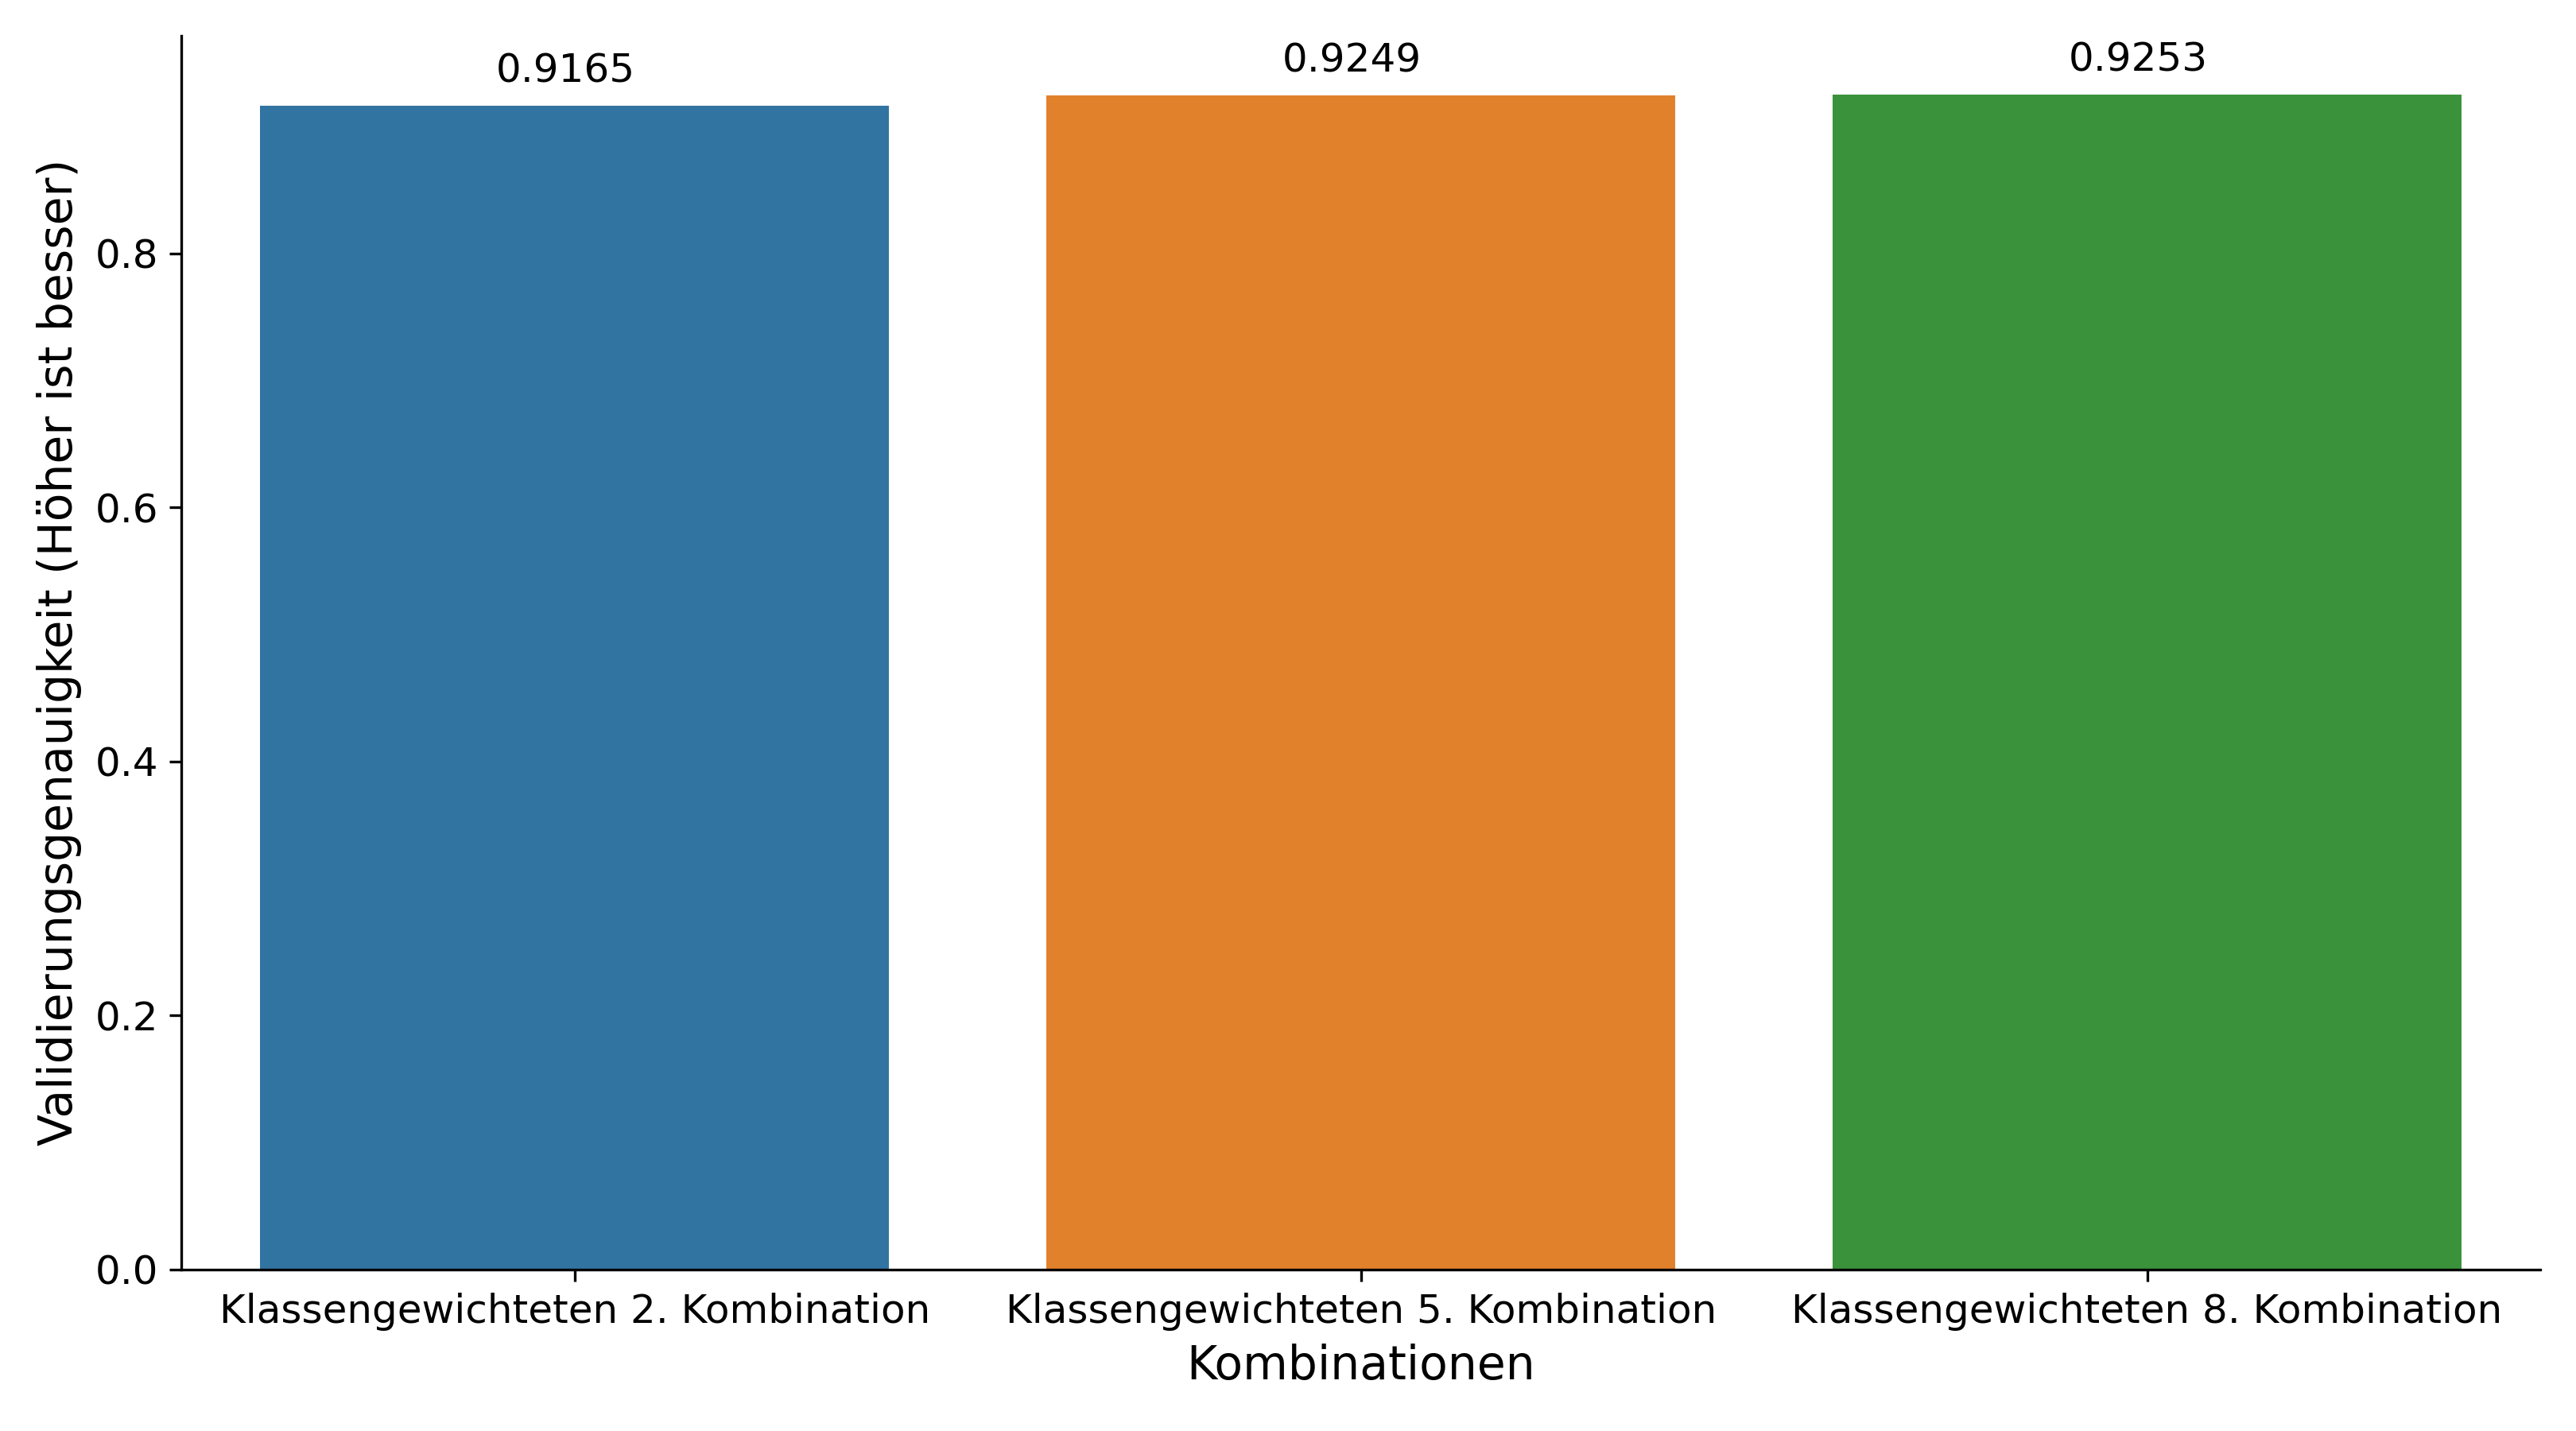 0.9165
0.9249
0.9253
Validierungsgenauigkeit (Höher ist besser)
0.8
0.6
0.4
0.2
0.0
Klassengewichteten 2. Kombination
Klassengewichteten 5. Kombination
Klassengewichteten 8. Kombination
Kombinationen